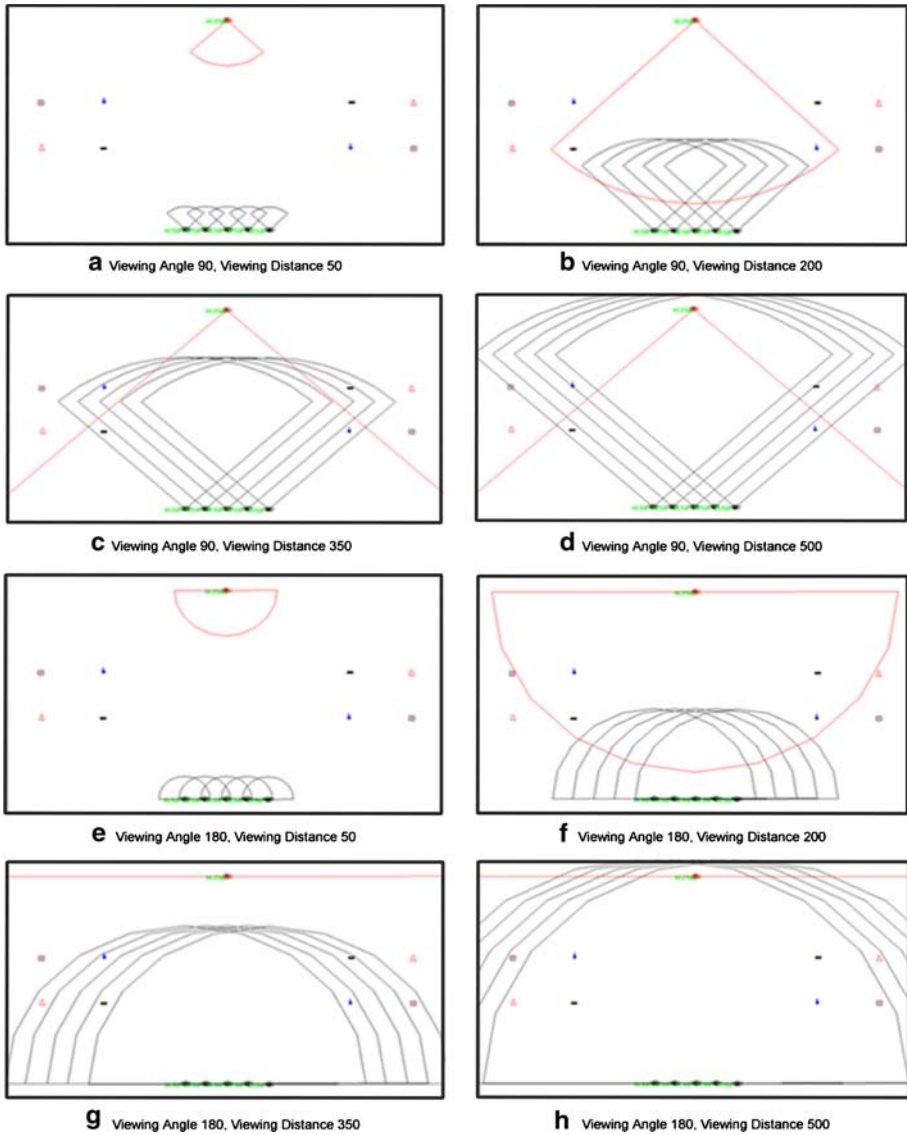 a Viewing Angle 90, Viewing Distance 50
b Viewing Angle 90, Viewing Distance 200
c Viewing Angle 90, Viewing Distance 350
d Viewing Angle 90, Viewing Distance 500
e Viewing Angle 180, Viewing Distance 50
f Viewing Angle 180, Viewing Distance 200
g Viewing Angle 180, Viewing Distance 350
h Viewing Angle 180, Viewing Distance 500